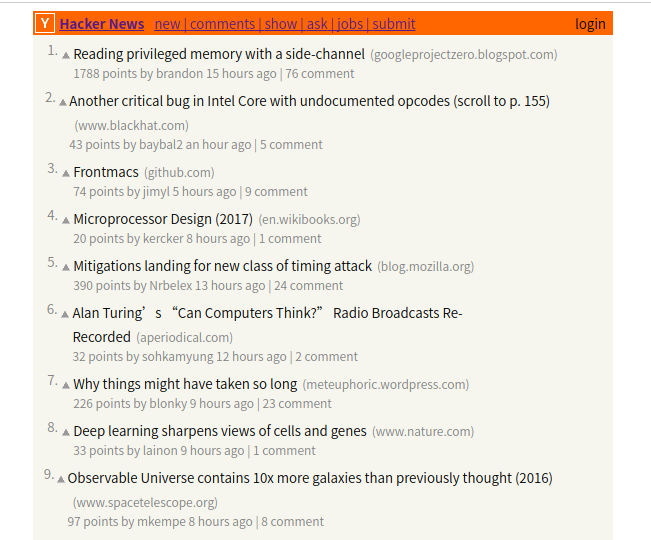 Y Hacker News new | comments | show | ask | jobs | submit login
1. ▲ Reading privileged memory with a side-channel (googleprojectzero.blogspot.com)
1788 points by brandon 15 hours ago | 76 comment
2. ▲ Another critical bug in Intel Core with undocumented opcodes (scroll to p. 155)
(www.blackhat.com)
43 points by baybal2 an hour ago | 5 comment
3. ▲ Frontmacs (github.com)
74 points by jimyl 5 hours ago | 9 comment
4. ▲ Microprocessor Design (2017) (en.wikibooks.org)
20 points by kercker 8 hours ago | 1 comment
5. ▲ Mitigations landing for new class of timing attack (blog.mozilla.org)
390 points by Nrbelex 13 hours ago | 24 comment
6. ▲ Alan Turing’s “Can Computers Think?” Radio Broadcasts Re-
Recorded (aperiodical.com)
32 points by sohkamyung 12 hours ago | 2 comment
7. ▲ Why things might have taken so long (meteuphoric.wordpress.com)
226 points by blonky 9 hours ago | 23 comment
8. ▲ Deep learning sharpens views of cells and genes (www.nature.com)
33 points by lainon 9 hours ago | 1 comment
9. ▲ Observable Universe contains 10x more galaxies than previously thought (2016)
(www.spacetelescope.org)
97 points by mkempe 8 hours ago | 8 comment